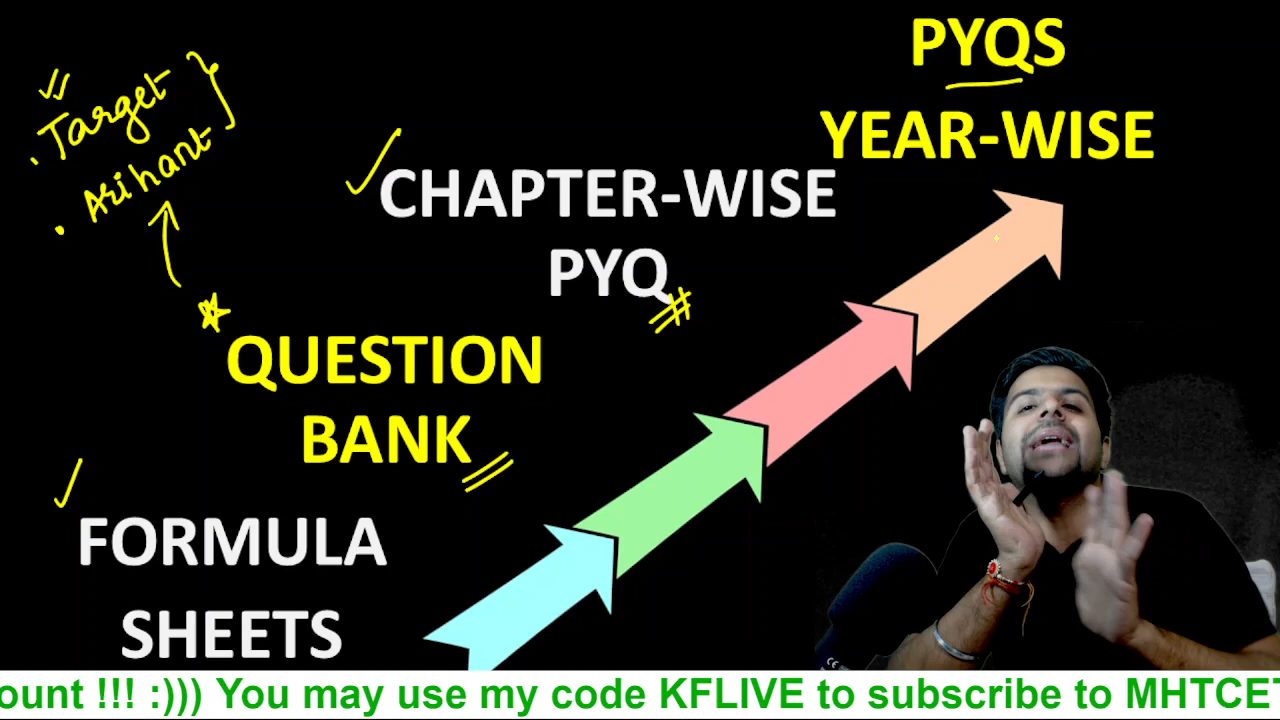 PYQS
YEAR-WISE
Target
Arihant
CHAPTER-WISE
PYQ
QUESTION
BANK
FORMULA
SHEETS
ount !!! :))) You may use my code KFLIVE to subscribe to MHTCET